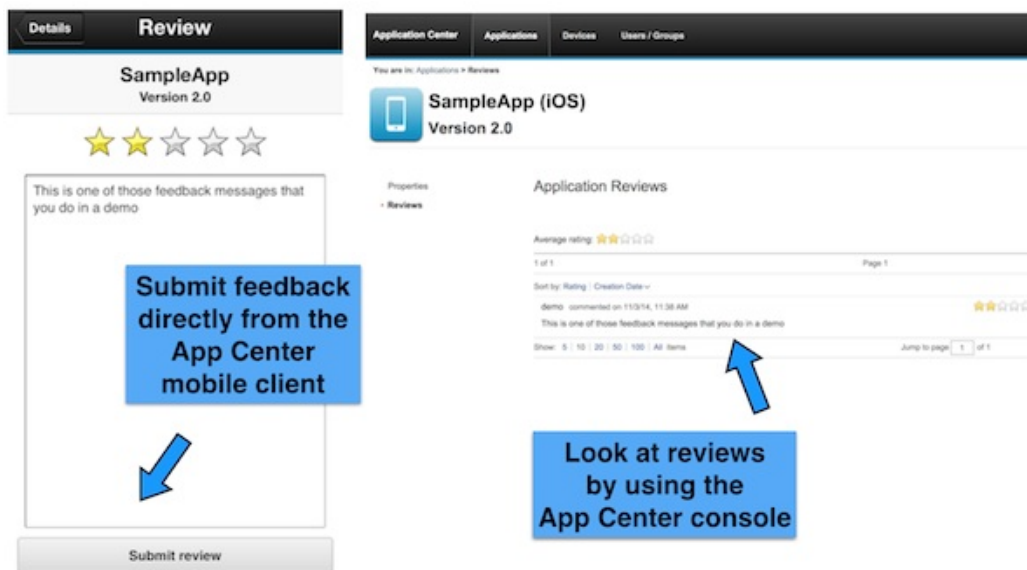 Details
Review
SampleApp
Version 2.0
This is one of those feedback messages that
you do in a demo
Submit feedback
directly from the
App Center
mobile client
Submit review
Application Center
Applications
Devices
Users / Groups
You are in: Applications > Reviews
SampleApp (iOS)
Version 2.0
Properties
Reviews
Application Reviews
Average rating:
1 of 1
Page 1
Sort by: Rating | Creation Date
demo commented on 11/3/14, 11:38 AM
This is one of those feedback messages that you do in a demo
Show: 5 | 10 | 20 | 50 | 100 | All items
Jump to page 1 of 1
Look at reviews
by using the
App Center console